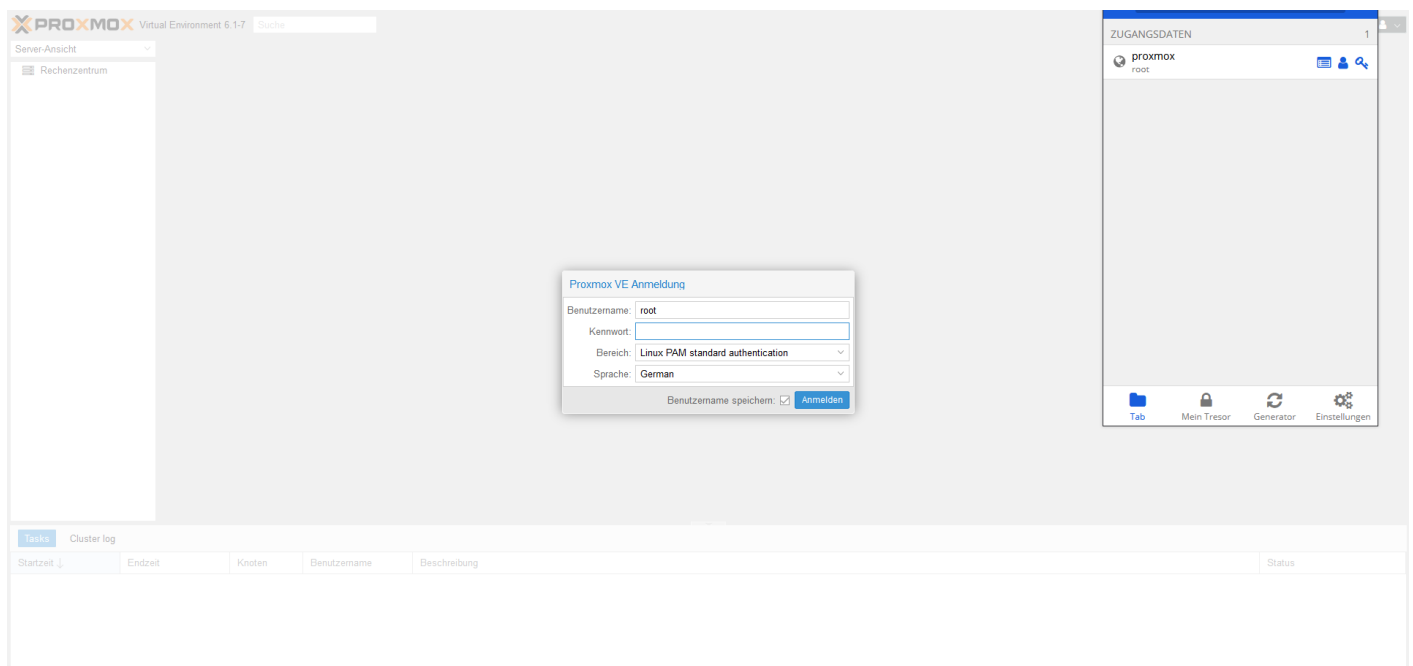 PROXMOX Virtual Environment 6.1-7 Suche
Server-Ansicht
Rechenzentrum
ZUGANGSDATEN 1
proxmox
root
Proxmox VE Anmeldung
Benutzername: root
Kennwort:
Bereich: Linux PAM standard authentication
Sprache: German
Benutzername speichern: Anmelden
Tab Mein Tresor Generator Einstellungen
Tasks Cluster log
Startzeit Endzeit Knoten Benutzername Beschreibung Status